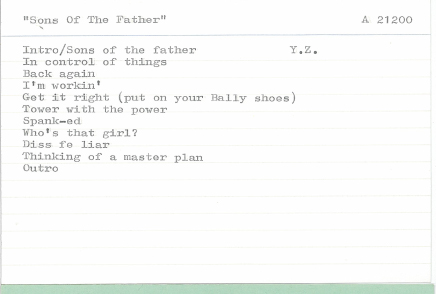 "Sons Of The Father" A 21200
Intro/Sons of the father Y.Z.
In control of things
Back again
I'm workin'
Get it right (put on your Bally shoes)
Tower with the power
Spank-ed
Who's that girl?
Diss fe liar
Thinking of a master plan
Outro